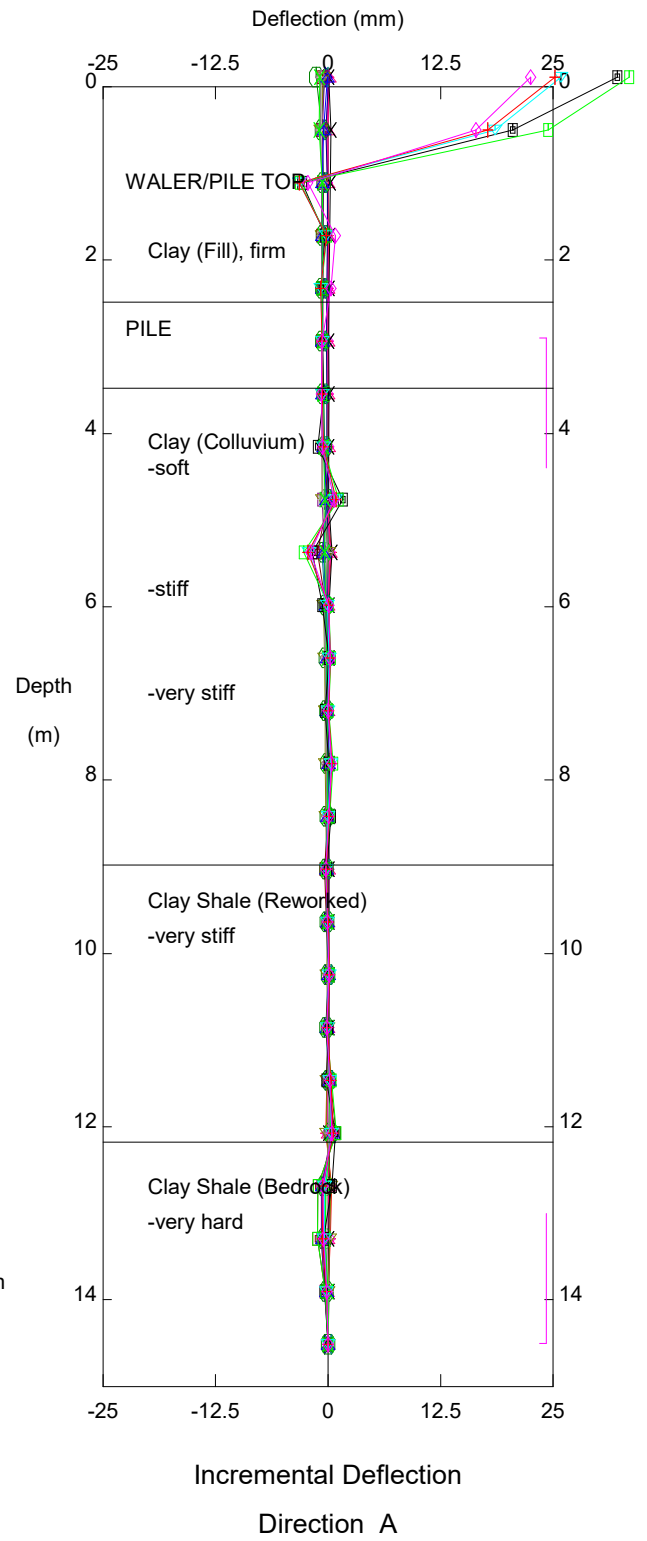 Deflection (mm)
-25 -12.5 0 12.5 25
0 0
WALER/PILE TOP
Clay (Fill), firm
2 2
PILE
4 4
Clay (Colluvium)
-soft
-stiff
6 6
Depth
-very stiff
(m)
8 8
Clay Shale (Reworked)
-very stiff
10 10
12 12
Clay Shale (Bedrock)
-very hard
14 14
-25 -12.5 0 12.5 25
Incremental Deflection
Direction A